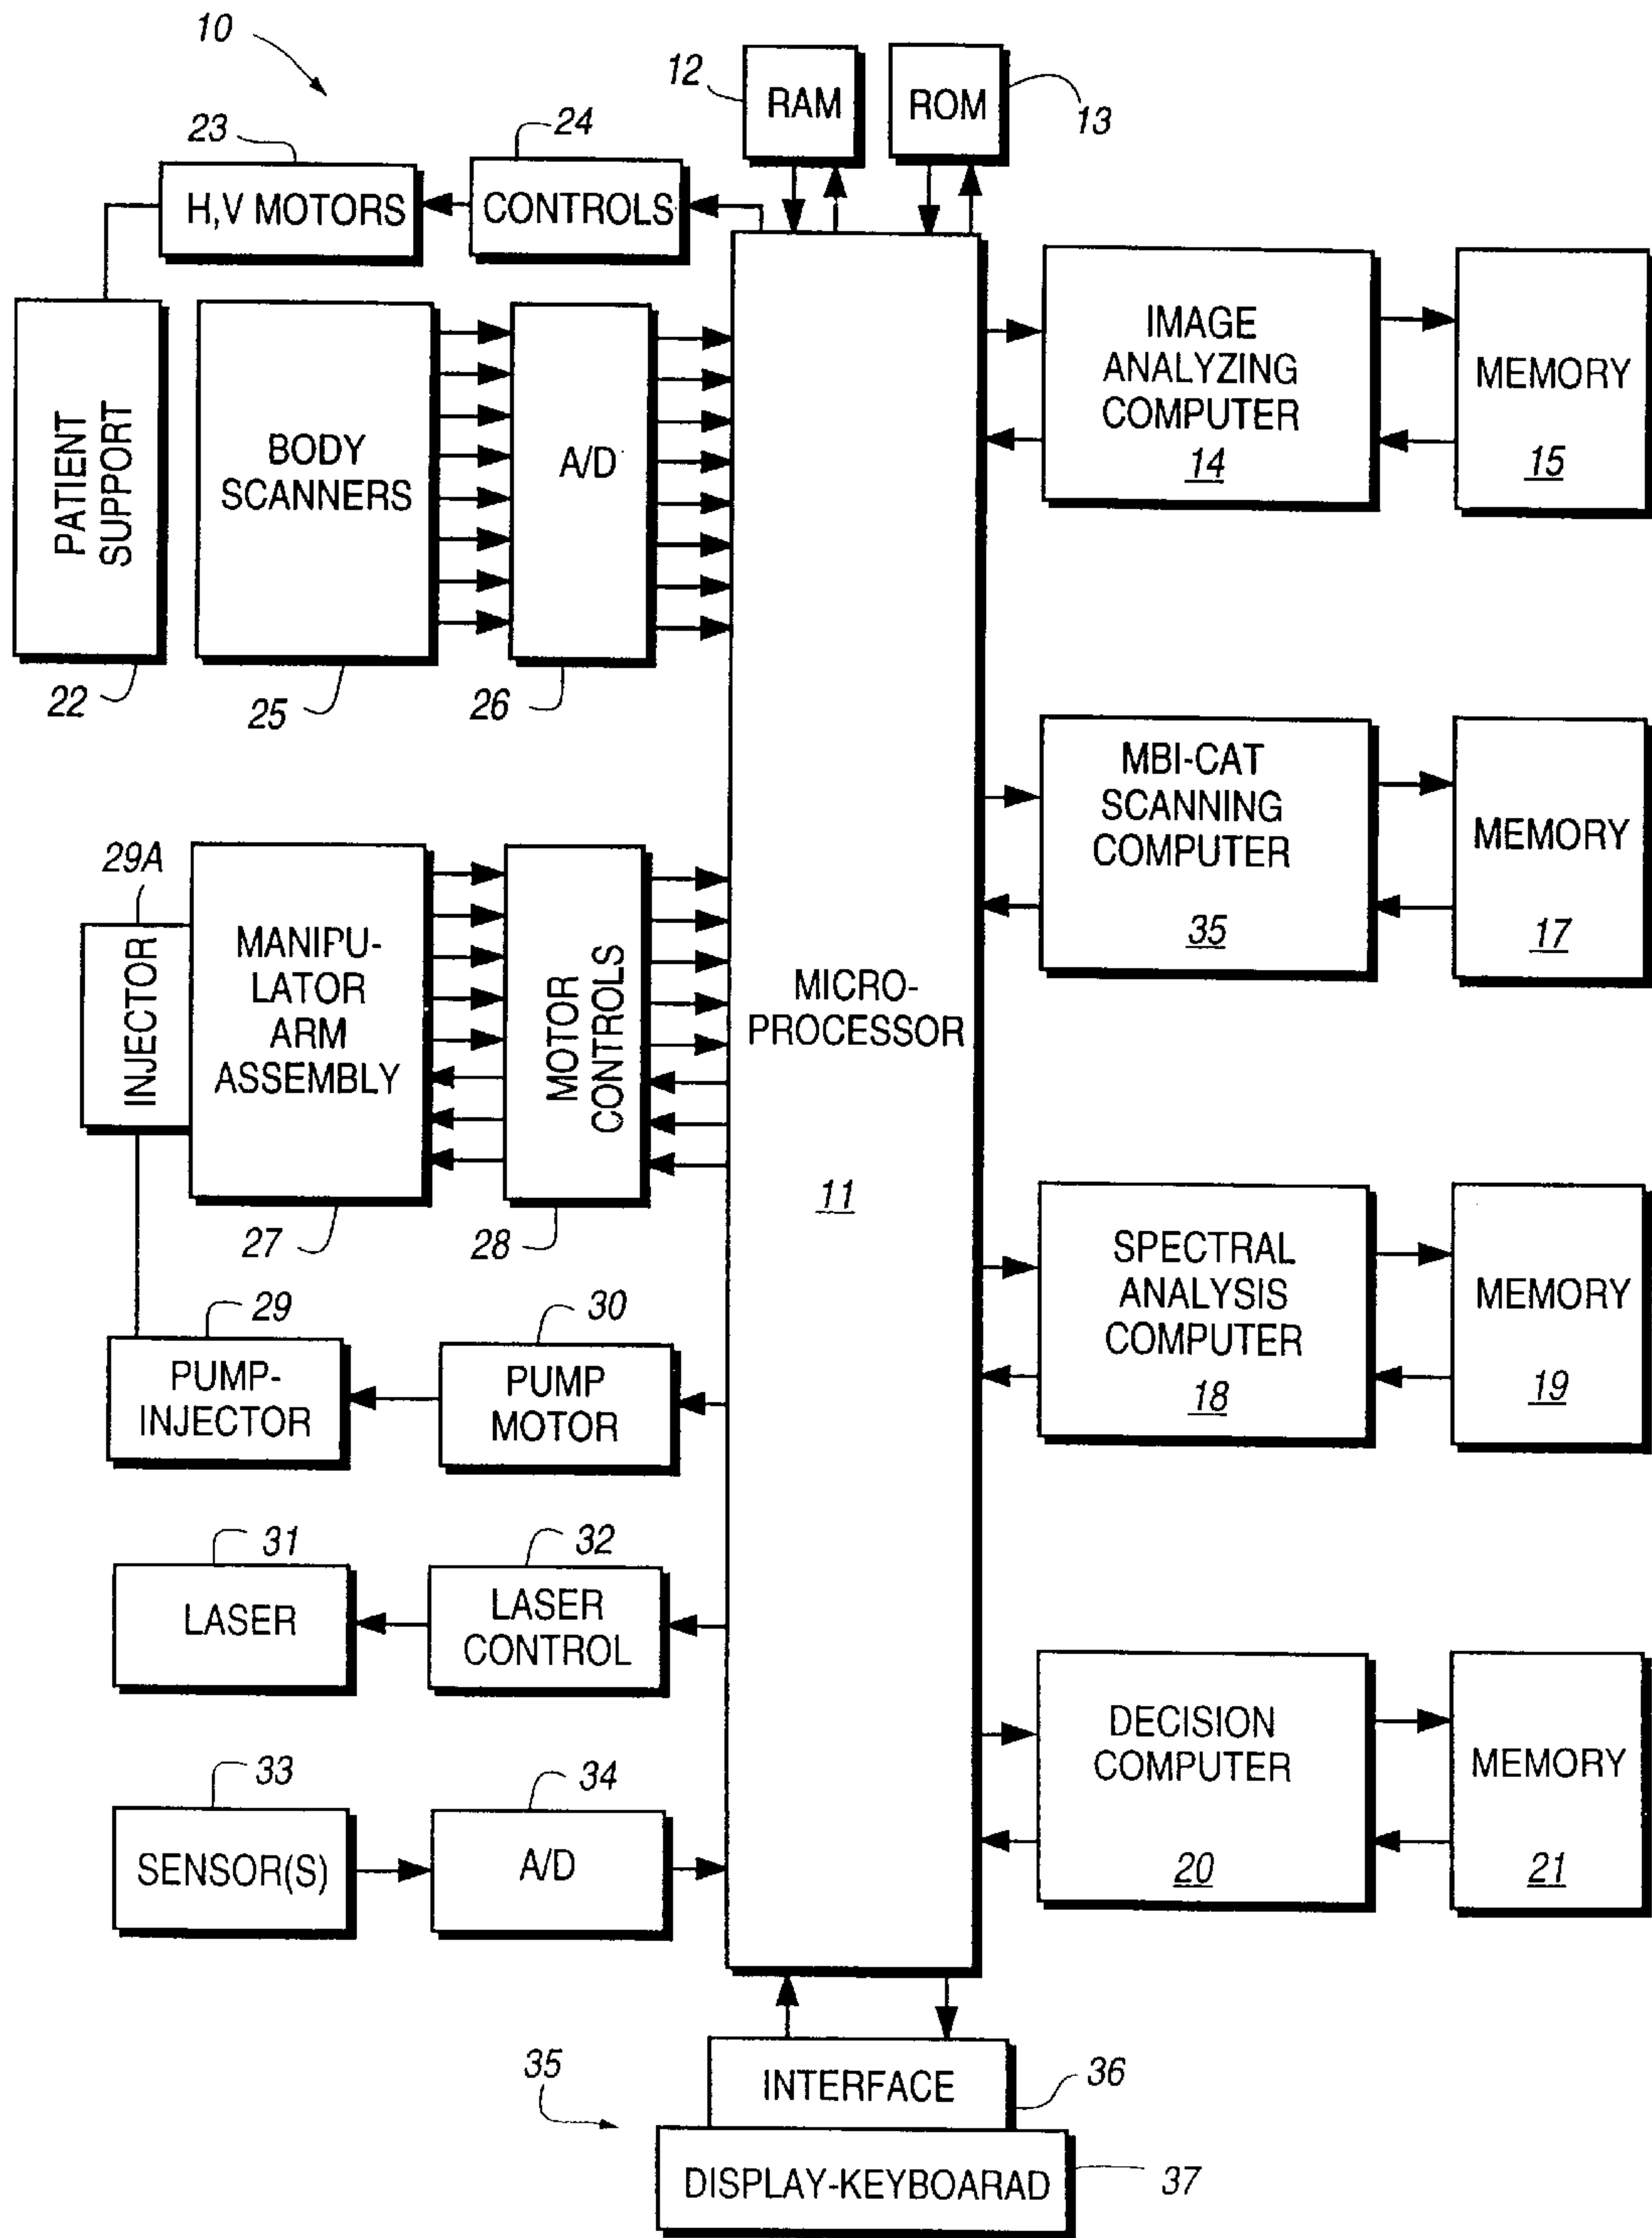 10
12
RAM
ROM
13
23
24
H,V MOTORS
CONTROLS
PATIENT
SUPPORT
22
BODY
SCANNERS
25
A/D
26
IMAGE
ANALYZING
COMPUTER
14
MEMORY
15
MBI-CAT
SCANNING
COMPUTER
35
MEMORY
17
29A
INJECTOR
MANIPU-
LATOR
ARM
ASSEMBLY
27
MOTOR
CONTROLS
28
MICRO-
PROCESSOR
11
SPECTRAL
ANALYSIS
COMPUTER
18
MEMORY
19
29
PUMP-
INJECTOR
30
PUMP
MOTOR
31
LASER
32
LASER
CONTROL
33
SENSOR(S)
34
A/D
DECISION
COMPUTER
20
MEMORY
21
35
INTERFACE
36
DISPLAY-KEYBOARAD
37